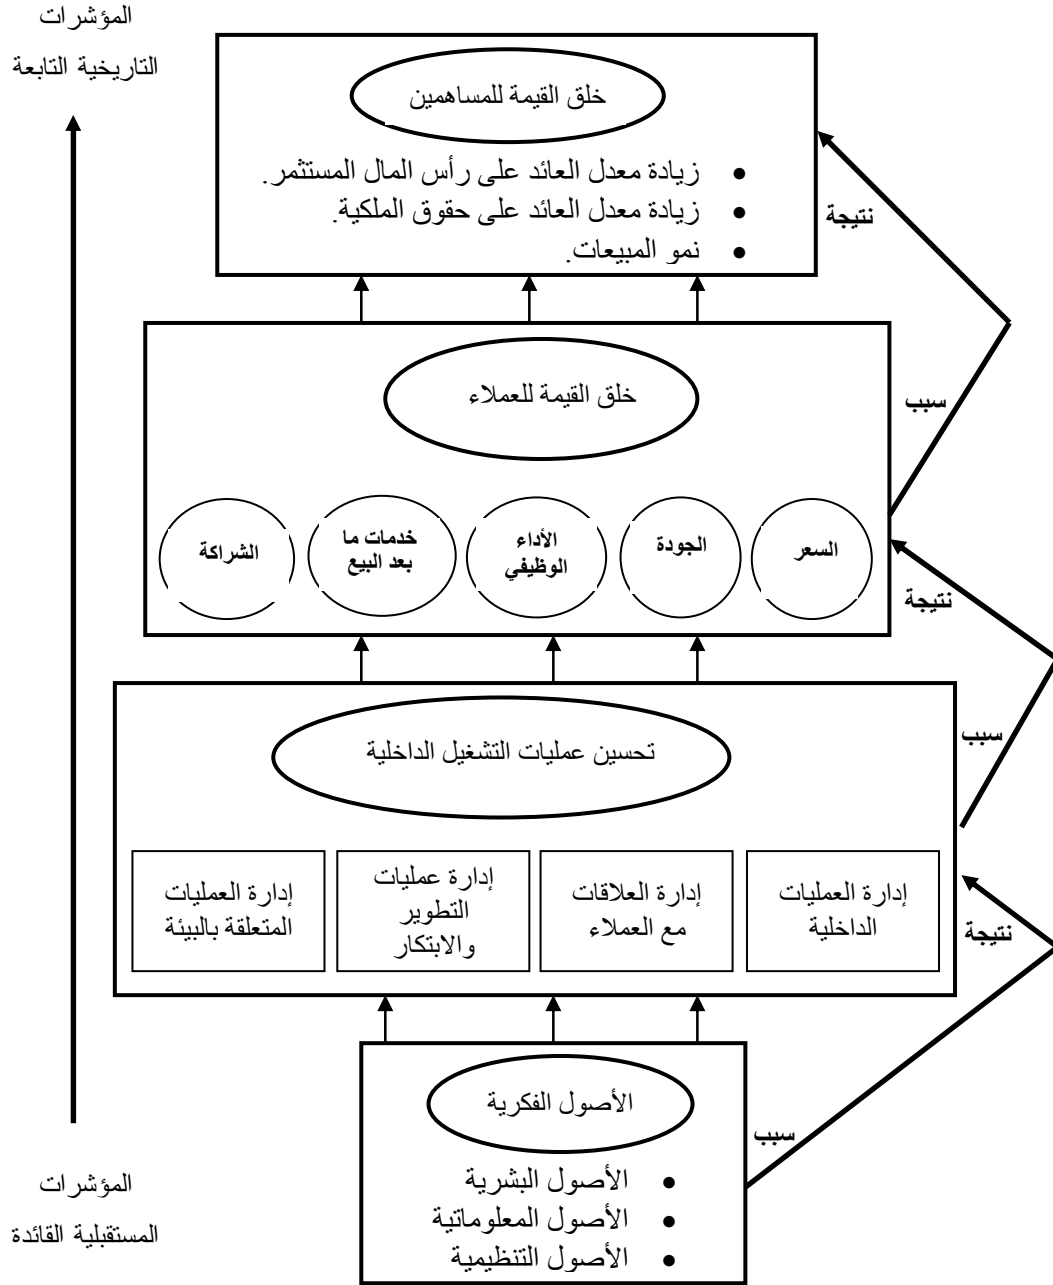 المؤشرات
التاريخية التابعة
خلق القيمة للمساهمين
• زيادة معدل العائد على رأس المال المستثمر.
• زيادة معدل العائد على حقوق الملكية.
• نمو المبيعات.
نتيجة
خلق القيمة للعملاء
سبب
السعر
الجودة
الأداء
الوظيفي
خدمات ما
بعد البيع
الشراكة
نتيجة
تحسين عمليات التشغيل الداخلية
سبب
إدارة العمليات
الداخلية
إدارة العلاقات
مع العملاء
إدارة عمليات
التطوير
والابتكار
إدارة العمليات
المتعلقة بالبيئة
نتيجة
الأصول الفكرية
سبب
• الأصول البشرية
• الأصول المعلوماتية
• الأصول التنظيمية
المؤشرات
المستقبلية القائدة